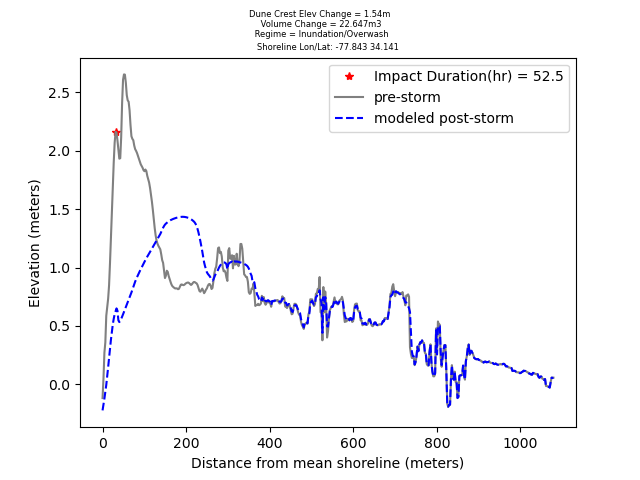 Dune Crest Elev Change = 1.54m
Volume Change = 22.647m3
Regime = Inundation/Overwash
Shoreline Lon/Lat: -77.843 34.141
Impact Duration(hr) = 52.5
pre-storm
modeled post-storm
Elevation (meters)
2.5
2.0
1.5
1.0
0.5
0.0
0 200 400 600 800 1000
Distance from mean shoreline (meters)